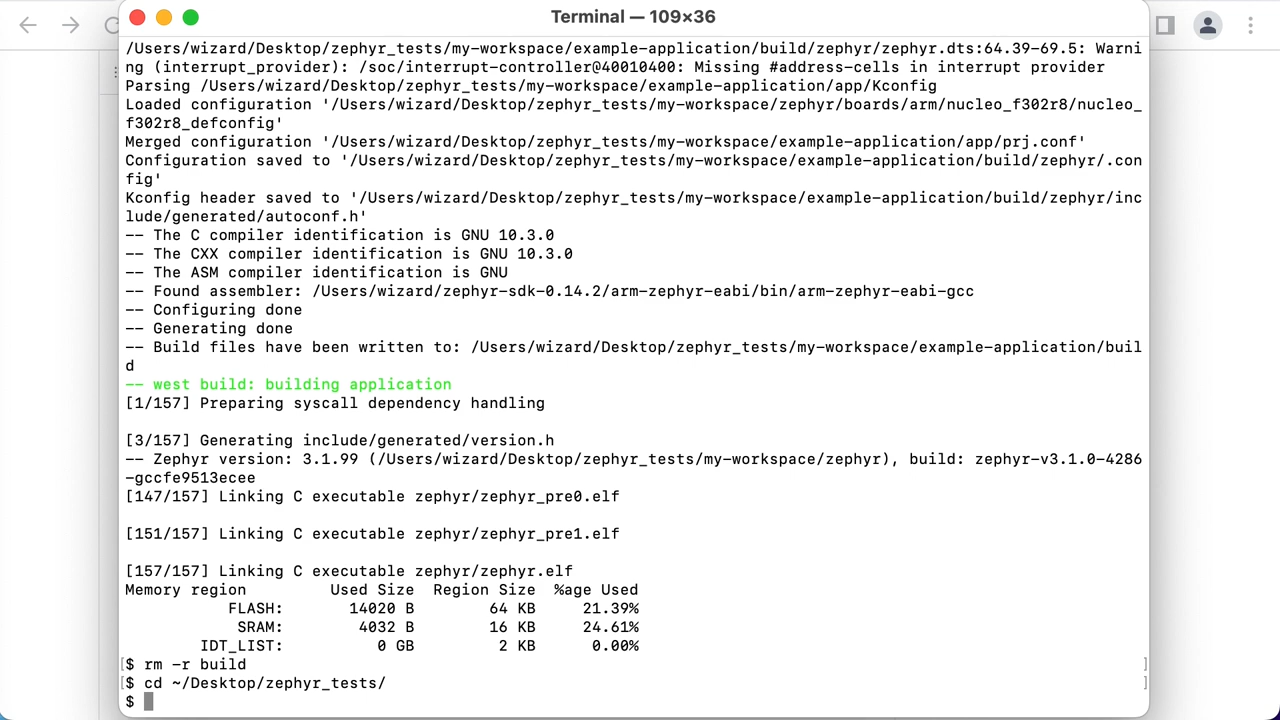 Terminal — 109×36
/Users/wizard/Desktop/zephyr_tests/my-workspace/example-application/build/zephyr/zephyr.dts:64.39-69.5: Warni
ng (interrupt_provider): /soc/interrupt-controller@40010400: Missing #address-cells in interrupt provider
Parsing /Users/wizard/Desktop/zephyr_tests/my-workspace/example-application/app/Kconfig
Loaded configuration '/Users/wizard/Desktop/zephyr_tests/my-workspace/zephyr/boards/arm/nucleo_f302r8/nucleo_
f302r8_defconfig'
Merged configuration '/Users/wizard/Desktop/zephyr_tests/my-workspace/example-application/app/prj.conf'
Configuration saved to '/Users/wizard/Desktop/zephyr_tests/my-workspace/example-application/build/zephyr/.con
fig'
Kconfig header saved to '/Users/wizard/Desktop/zephyr_tests/my-workspace/example-application/build/zephyr/inc
lude/generated/autoconf.h'
-- The C compiler identification is GNU 10.3.0
-- The CXX compiler identification is GNU 10.3.0
-- The ASM compiler identification is GNU
-- Found assembler: /Users/wizard/zephyr-sdk-0.14.2/arm-zephyr-eabi/bin/arm-zephyr-eabi-gcc
-- Configuring done
-- Generating done
-- Build files have been written to: /Users/wizard/Desktop/zephyr_tests/my-workspace/example-application/buil
d
-- west build: building application
[1/157] Preparing syscall dependency handling
[3/157] Generating include/generated/version.h
-- Zephyr version: 3.1.99 (/Users/wizard/Desktop/zephyr_tests/my-workspace/zephyr), build: zephyr-v3.1.0-4286
-gccfe9513ecee
[147/157] Linking C executable zephyr/zephyr_pre0.elf
[151/157] Linking C executable zephyr/zephyr_pre1.elf
[157/157] Linking C executable zephyr/zephyr.elf
Memory region         Used Size  Region Size  %age Used
           FLASH:       14020 B        64 KB     21.39%
            SRAM:        4032 B        16 KB     24.61%
        IDT_LIST:          0 GB         2 KB      0.00%
[$ rm -r build ]
[$ cd ~/Desktop/zephyr_tests/ ]
$